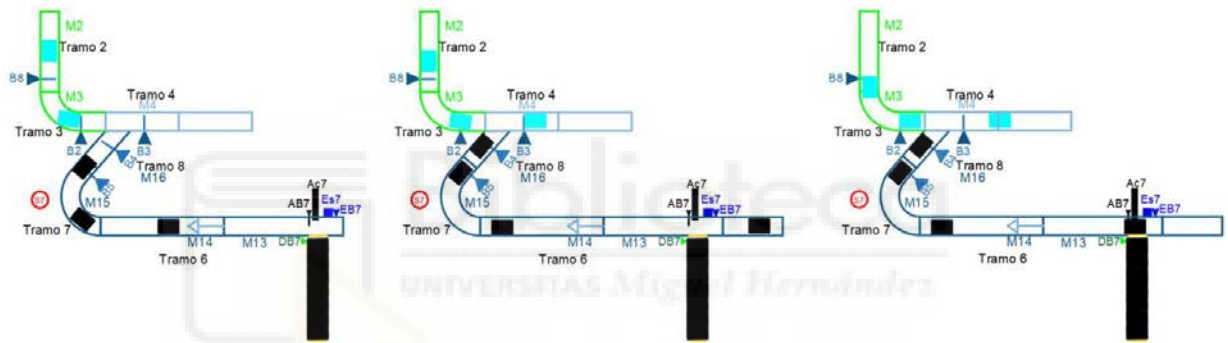 M2
Tramo 2
B8
M3
Tramo 4
M4
Tramo 3
B2
B3
B4
Tramo 8
M16
B5
M15
S7
Tramo 7
Ac7
AB7
Es7
EB7
M14
M13
DB7
Tramo 6
M2
Tramo 2
B8
M3
Tramo 4
M4
Tramo 3
B2
B3
B4
Tramo 8
M16
B5
M15
S7
Tramo 7
Ac7
AB7
Es7
EB7
M14
M13
DB7
Tramo 6
M2
Tramo 2
B8
M3
Tramo 4
M4
Tramo 3
B2
B3
B4
Tramo 8
M16
B5
M15
S7
Tramo 7
Ac7
AB7
Es7
EB7
M14
M13
DB7
Tramo 6
Biblioteca
UNIVERSITAS Miguel Hernández